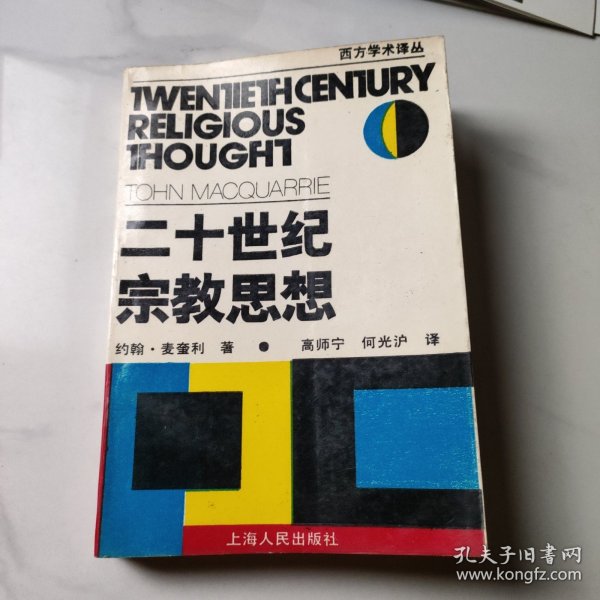 西方学术译丛
TWENTIETH CENTURY
RELIGIOUS
THOUGHT
TOHN MACQUARRIE
二十世纪
宗教思想
约翰·麦奎利 著 ● 高师宁 何光沪 译
上海人民出版社
孔夫子旧书网
www.kongfz.com